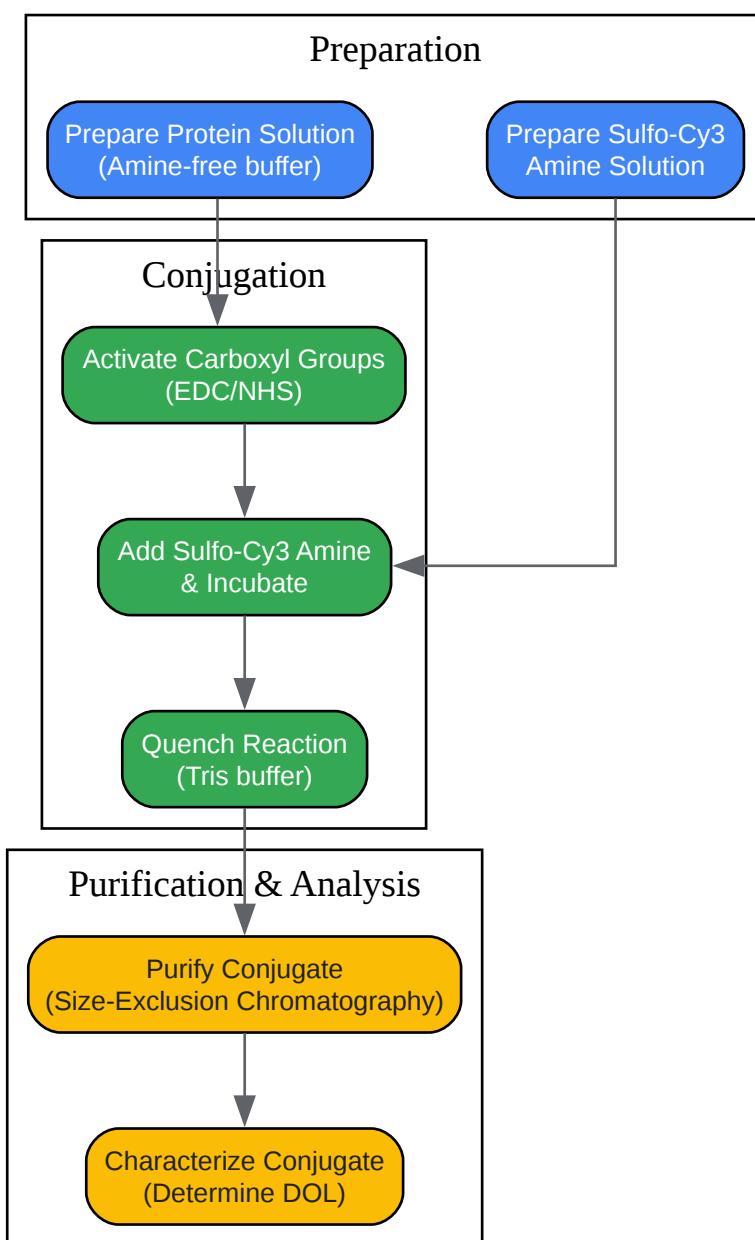 Preparation
Prepare Protein Solution
(Amine-free buffer)
Prepare Sulfo-Cy3
Amine Solution
Conjugation
Activate Carboxyl Groups
(EDC/NHS)
Add Sulfo-Cy3 Amine
& Incubate
Quench Reaction
(Tris buffer)
Purification & Analysis
Purify Conjugate
(Size-Exclusion Chromatography)
Characterize Conjugate
(Determine DOL)